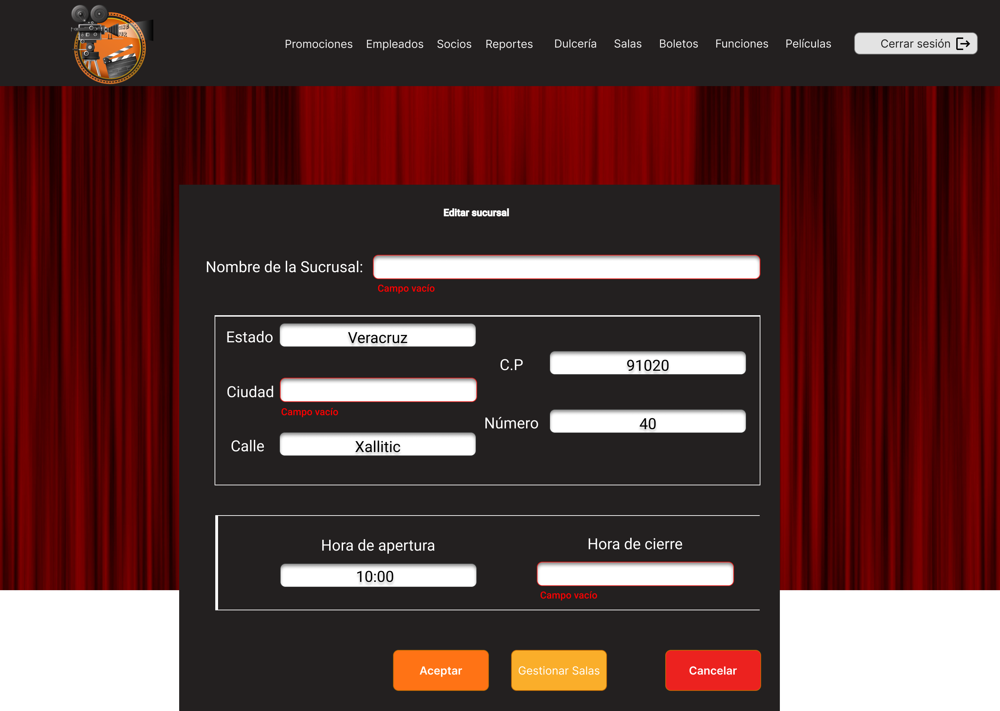 CINE
VER
Promociones Empleados Socios Reportes Dulcería Salas Boletos Funciones Películas Cerrar sesión
Editar sucursal
Nombre de la Sucrusal:
Campo vacío
Estado Veracruz
C.P 91020
Ciudad
Campo vacío
Número 40
Calle Xallitic
Hora de apertura Hora de cierre
10:00
Campo vacío
Aceptar Gestionar Salas Cancelar